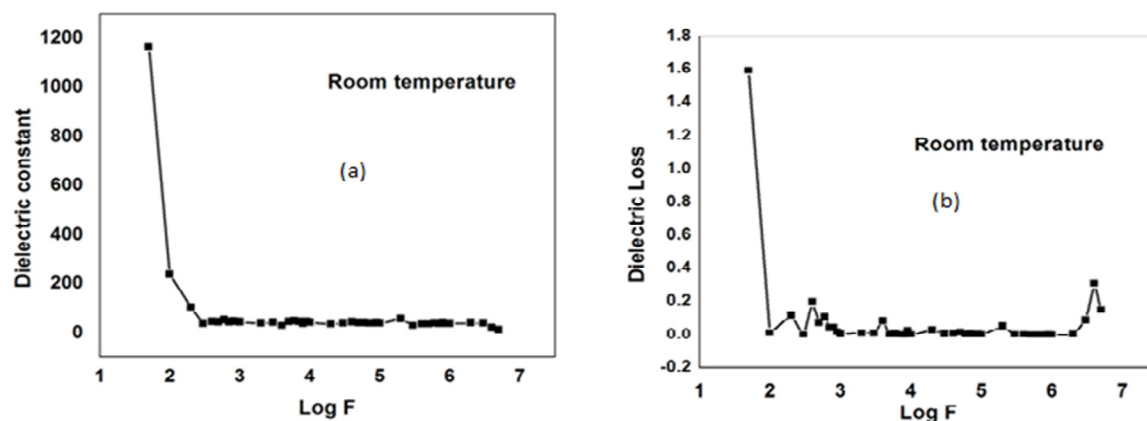 1200
1000
800
600
400
200
0
Dielectric constant
Room temperature
(a)
1 2 3 4 5 6 7
Log F
1.8
1.6
1.4
1.2
1.0
0.8
0.6
0.4
0.2
0.0
-0.2
Dielectric Loss
Room temperature
(b)
1 2 3 4 5 6 7
Log F